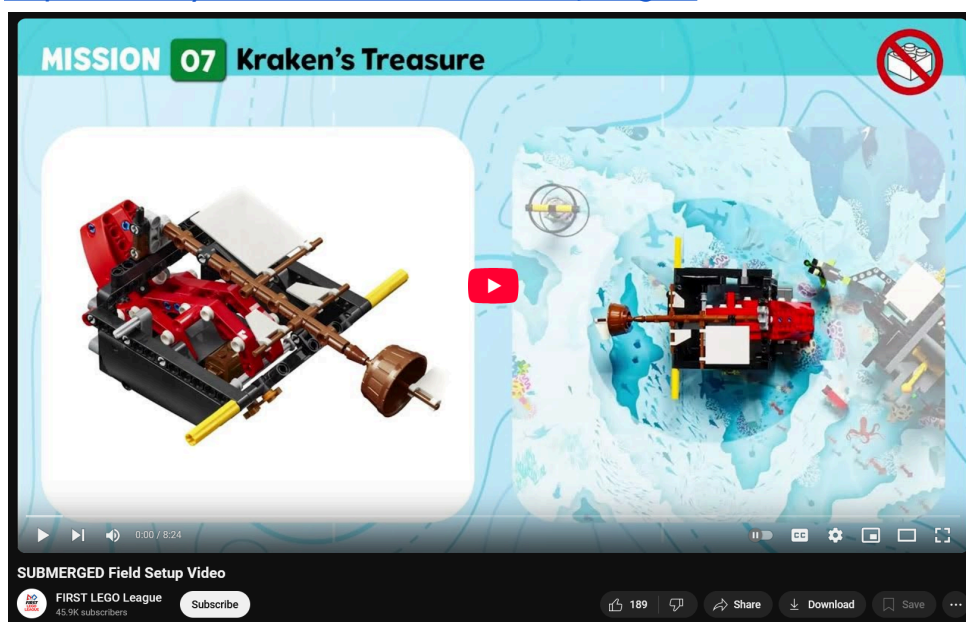 MISSION 07 Kraken's Treasure
0:00 / 8:24
CC
SUBMERGED Field Setup Video
FIRST LEGO League
45.9K subscribers
Subscribe
189
Share
Download
Save